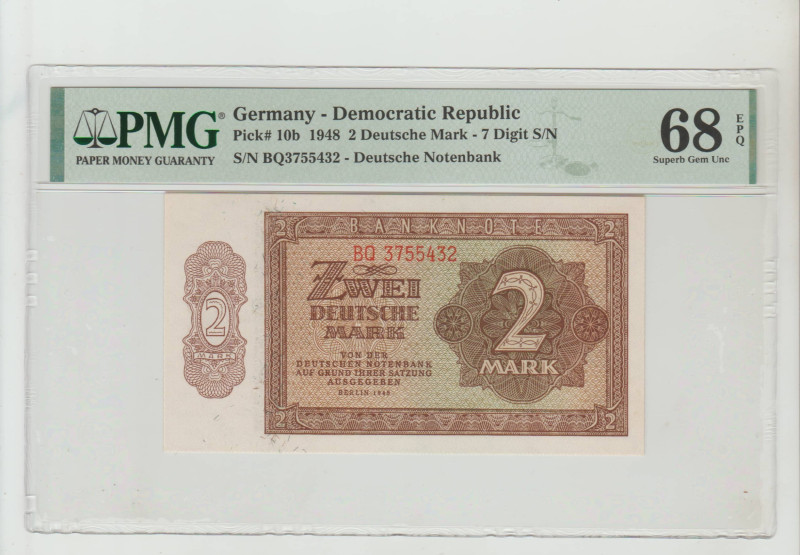 PMG®
PAPER MONEY GUARANTY
Germany - Democratic Republic
Pick# 10b 1948 2 Deutsche Mark - 7 Digit S/N
S/N BQ3755432 - Deutsche Notenbank
68 EPQ
Superb Gem Unc
2 BANKNOTE 2
BQ 3755432
ZWEI
DEUTSCHE
MARK
VON DER
DEUTSCHEN NOTENBANK
AUF GRUND IHRER SATZUNG
AUSGEGEBEN
BERLIN 1948
2
MARK
2
MARK
2 2